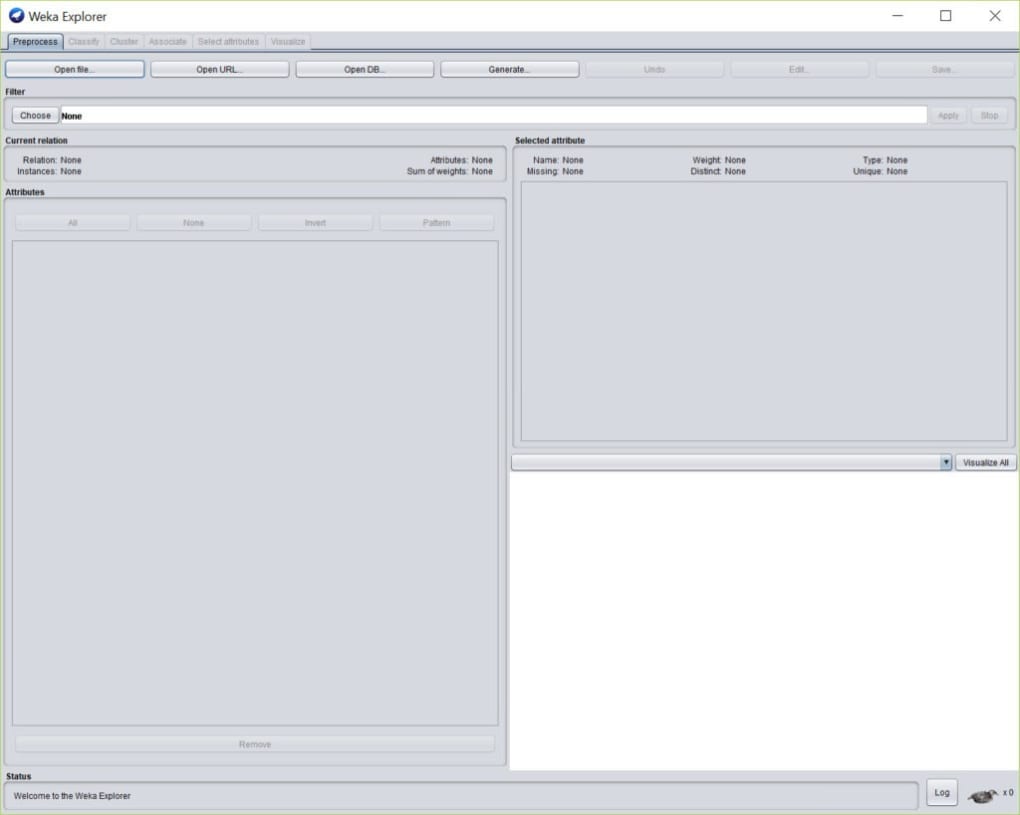 Weka Explorer
Preprocess Classify Cluster Associate Select attributes Visualize
Open file... Open URL... Open DB... Generate... Undo Edit... Save...
Filter
Choose None Apply Stop
Current relation
Relation: None Attributes: None
Instances: None Sum of weights: None
Selected attribute
Name: None Weight: None Type: None
Missing: None Distinct: None Unique: None
Attributes
All None Invert Pattern
Visualize All
Remove
Status
Welcome to the Weka Explorer
Log x 0